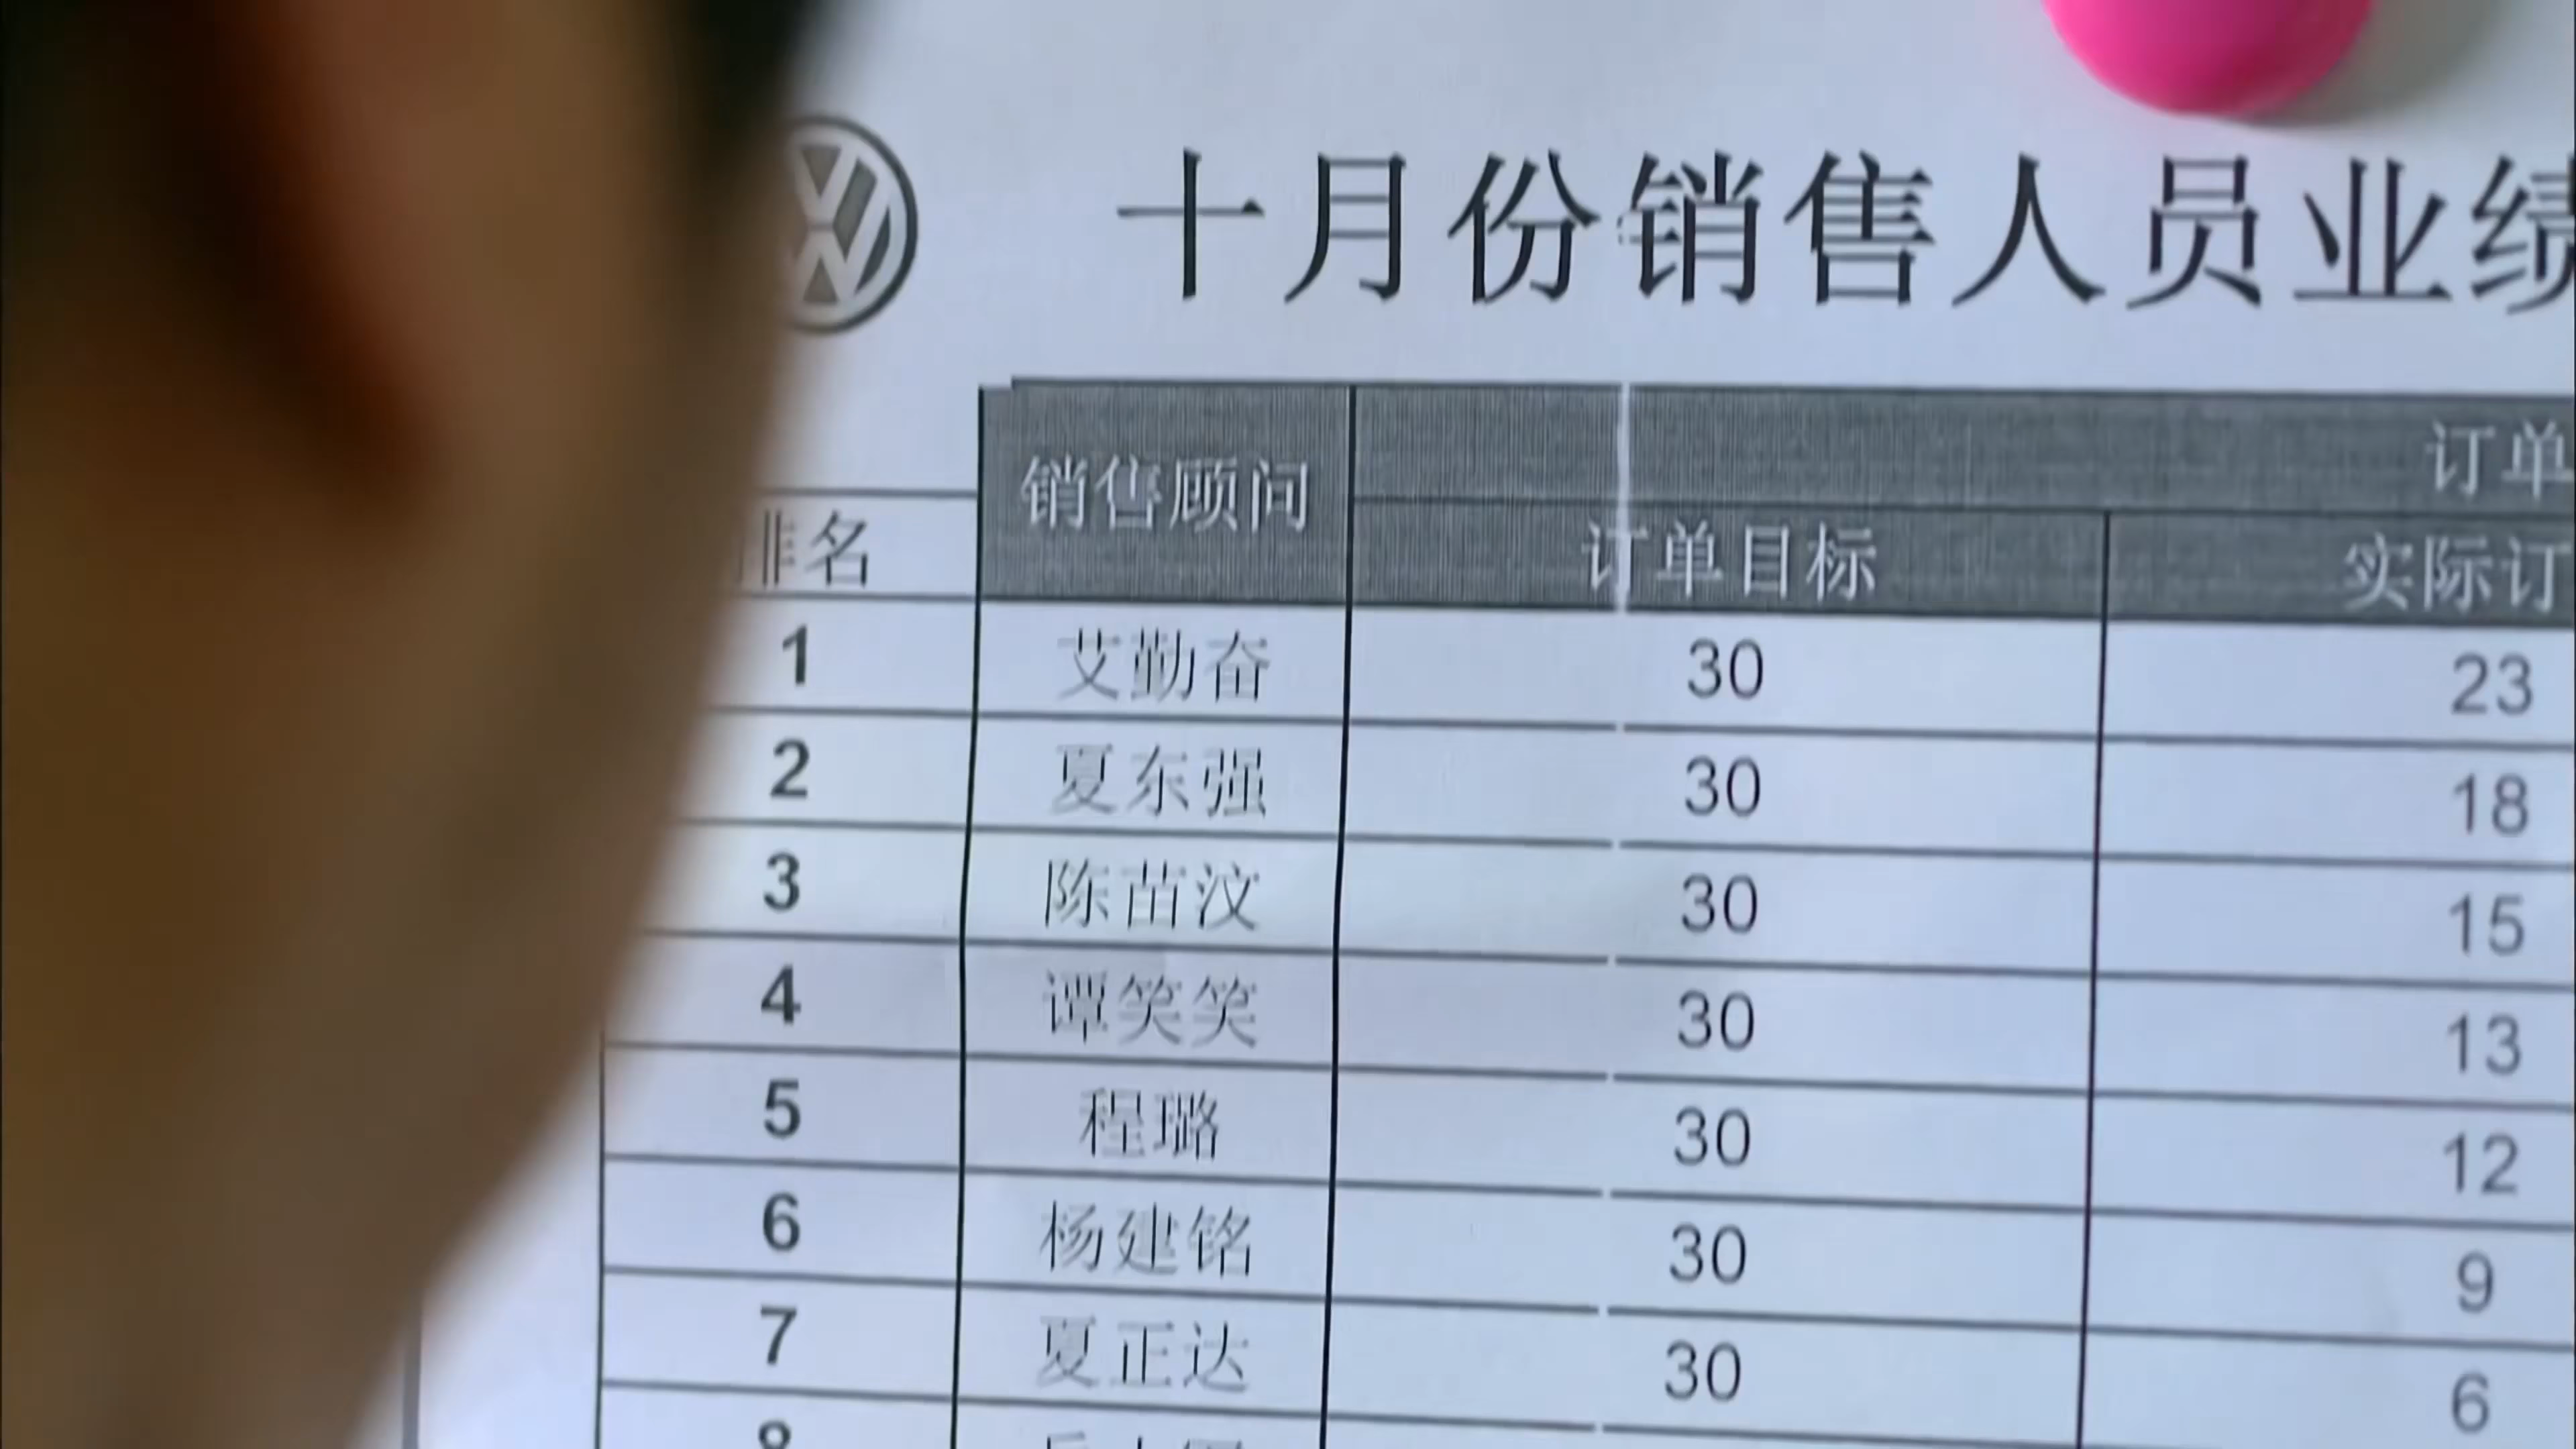 十月份销售人员业绩
订单
排名 销售顾问 订单目标 实际订
1 艾勤奋 30 23
2 夏东强 30 18
3 陈苗汶 30 15
4 谭笑笑 30 13
5 程璐 30 12
6 杨建铭 30 9
7 夏正达 30 6
8